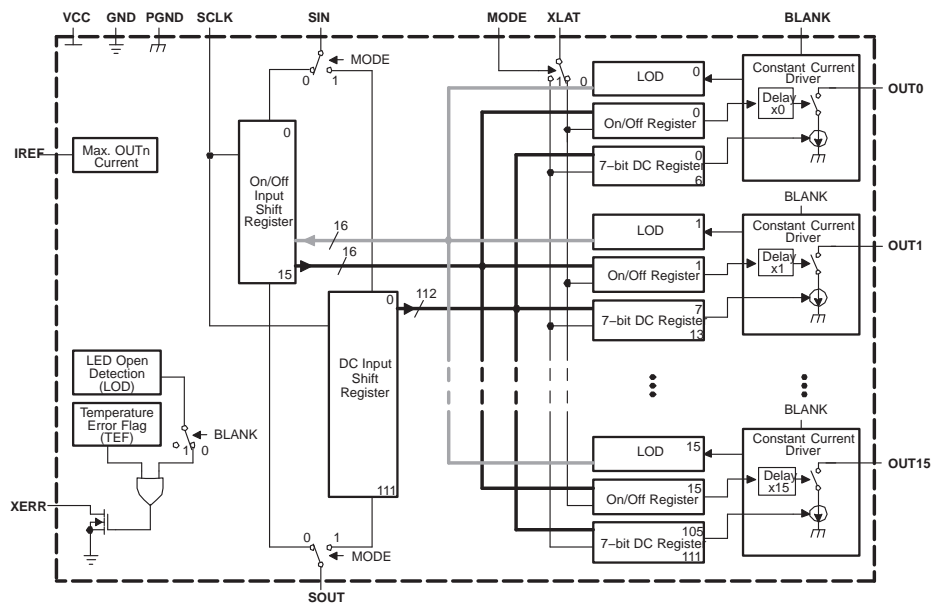 VCC GND PGND SCLK SIN MODE XLAT BLANK
MODE
0 1
0 1
LOD 0
Constant Current
Driver
OUT0
Delay
x0
0
On/Off Register
0
7−bit DC Register
6
IREF
Max. OUTn
Current
0
On/Off
Input
Shift
Register
15
16
16
BLANK
LOD 1
Constant Current
Driver
OUT1
Delay
x1
1
On/Off Register
7
7−bit DC Register
13
0
112
DC Input
Shift
Register
111
LED Open
Detection
(LOD)
Temperature
Error Flag
(TEF)
BLANK
1 0
BLANK
LOD 15
Constant Current
Driver
OUT15
Delay
x15
15
On/Off Register
105
7−bit DC Register
111
XERR
0 1
MODE
SOUT